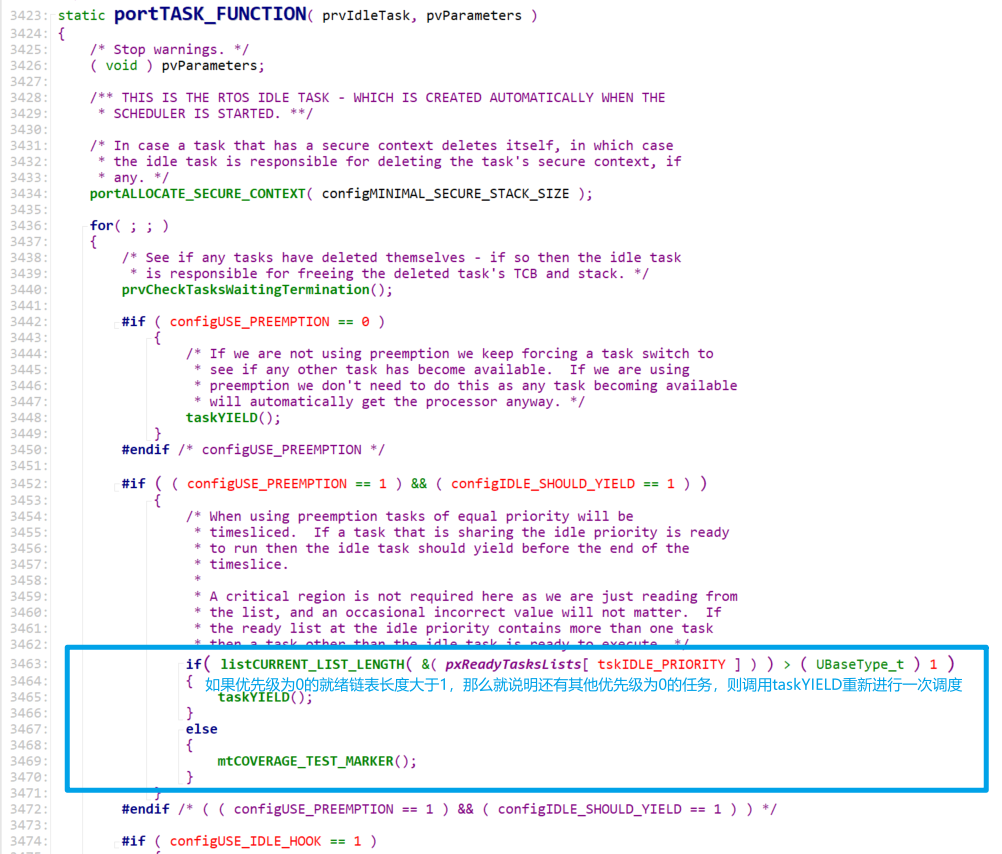 3423: static portTASK_FUNCTION( prvIdleTask, pvParameters )
3424: {
3425: /* Stop warnings. */
3426: ( void ) pvParameters;
3427:
3428: /** THIS IS THE RTOS IDLE TASK - WHICH IS CREATED AUTOMATICALLY WHEN THE
3429: * SCHEDULER IS STARTED. **/
3430:
3431: /* In case a task that has a secure context deletes itself, in which case
3432: * the idle task is responsible for deleting the task's secure context, if
3433: * any. */
3434: portALLOCATE_SECURE_CONTEXT( configMINIMAL_SECURE_STACK_SIZE );
3435:
3436: for( ; ; )
3437: {
3438: /* See if any tasks have deleted themselves - if so then the idle task
3439: * is responsible for freeing the deleted task's TCB and stack. */
3440: prvCheckTasksWaitingTermination();
3441:
3442: #if ( configUSE_PREEMPTION == 0 )
3443: {
3444: /* If we are not using preemption we keep forcing a task switch to
3445: * see if any other task has become available.  If we are using
3446: * preemption we don't need to do this as any task becoming available
3447: * will automatically get the processor anyway. */
3448: taskYIELD();
3449: }
3450: #endif /* configUSE_PREEMPTION */
3451:
3452: #if ( ( configUSE_PREEMPTION == 1 ) && ( configIDLE_SHOULD_YIELD == 1 ) )
3453: {
3454: /* When using preemption tasks of equal priority will be
3455: * timesliced.  If a task that is sharing the idle priority is ready
3456: * to run then the idle task should yield before the end of the
3457: * timeslice.
3458: *
3459: * A critical region is not required here as we are just reading from
3460: * the list, and an occasional incorrect value will not matter.  If
3461: * the ready list at the idle priority contains more than one task
3462: * then a task other than the idle task is ready to execute. */
3463: if( listCURRENT_LIST_LENGTH( &( pxReadyTasksLists[ tskIDLE_PRIORITY ] ) ) > ( UBaseType_t ) 1 )
3464: {
如果优先级为0的就绪链表长度大于1，那么就说明还有其他优先级为0的任务，则调用taskYIELD重新进行一次调度
3465: taskYIELD();
3466: }
3467: else
3468: {
3469: mtCOVERAGE_TEST_MARKER();
3470: }
3471: }
3472: #endif /* ( ( configUSE_PREEMPTION == 1 ) && ( configIDLE_SHOULD_YIELD == 1 ) ) */
3473:
3474: #if ( configUSE_IDLE_HOOK == 1 )